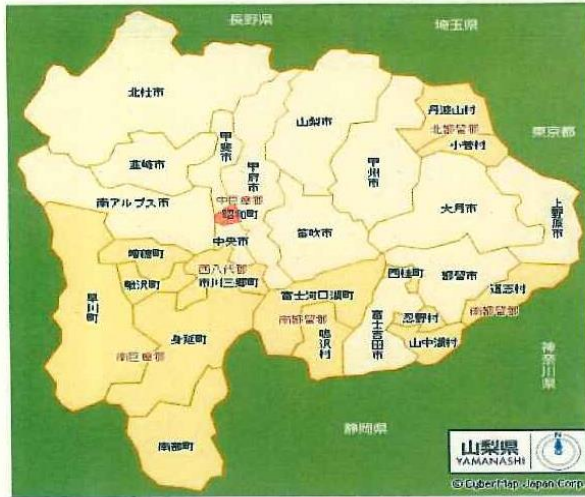 長野県
埼玉県
北杜市
山梨市
丹波山村
北都留郡
小菅村
東京都
甲斐市
甲府市
甲州市
韮崎市
南アルプス市
中巨摩郡
昭和町
大月市
上野原市
笛吹市
中央市
増穂町
西八代郡
市川三郷町
鰍沢町
西桂町
都留市
道志村
富士河口湖町
南都留郡
忍野村
南都留郡
早川町
身延町
鳴沢村
富士吉田市
山中湖村
南巨摩郡
神奈川県
南部町
静岡県
山梨県
YAMANASHI
N
© CyberMap Japan Corp